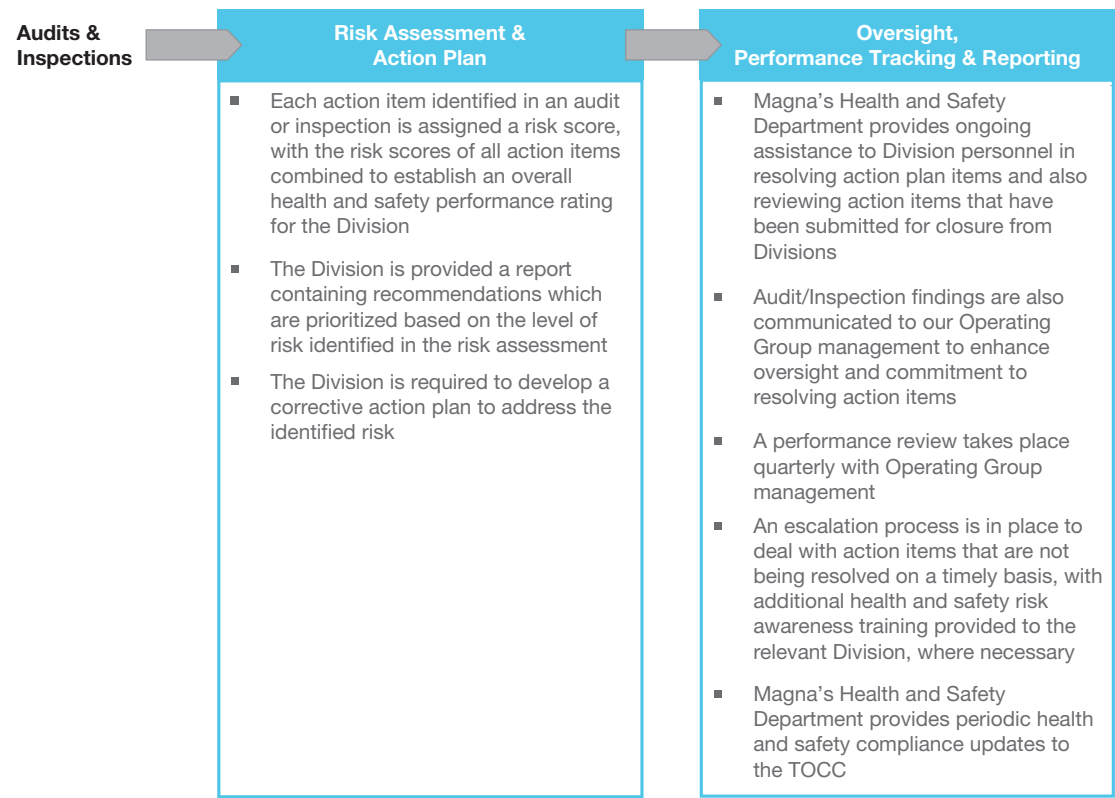 Audits &
Inspections
Risk Assessment &
Action Plan
■ Each action item identified in an audit
or inspection is assigned a risk score,
with the risk scores of all action items
combined to establish an overall
health and safety performance rating
for the Division
■ The Division is provided a report
containing recommendations which
are prioritized based on the level of
risk identified in the risk assessment
■ The Division is required to develop a
corrective action plan to address the
identified risk
Oversight,
Performance Tracking & Reporting
■ Magna’s Health and Safety
Department provides ongoing
assistance to Division personnel in
resolving action plan items and also
reviewing action items that have
been submitted for closure from
Divisions
■ Audit/Inspection findings are also
communicated to our Operating
Group management to enhance
oversight and commitment to
resolving action items
■ A performance review takes place
quarterly with Operating Group
management
■ An escalation process is in place to
deal with action items that are not
being resolved on a timely basis, with
additional health and safety risk
awareness training provided to the
relevant Division, where necessary
■ Magna’s Health and Safety
Department provides periodic health
and safety compliance updates to
the TOCC